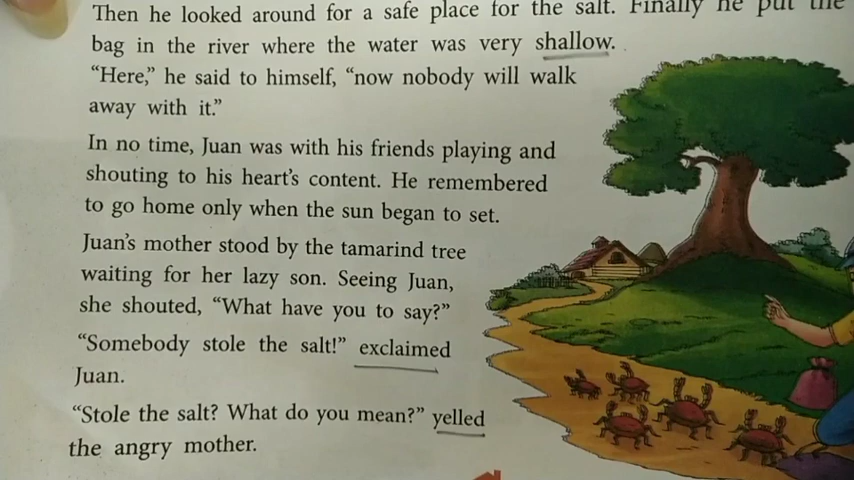 Then he looked around for a safe place for the salt. Finally he put the
bag in the river where the water was very shallow.
“Here,” he said to himself, “now nobody will walk
away with it.”
In no time, Juan was with his friends playing and
shouting to his heart’s content. He remembered
to go home only when the sun began to set.
Juan’s mother stood by the tamarind tree
waiting for her lazy son. Seeing Juan,
she shouted, “What have you to say?”
“Somebody stole the salt!” exclaimed
Juan.
“Stole the salt? What do you mean?” yelled
the angry mother.